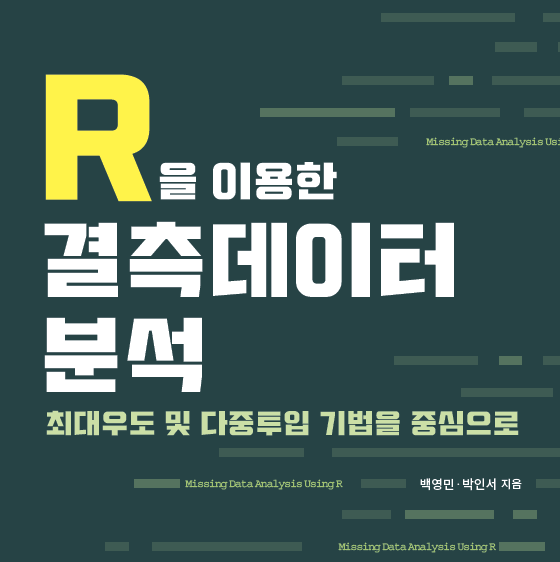 Missing Data Analysis Usi
R을 이용한
결측데이터
분석
최대우도 및 다중투입 기법을 중심으로
Missing Data Analysis Using R
백영민·박인서 지음
Missing Data Analysis Using R